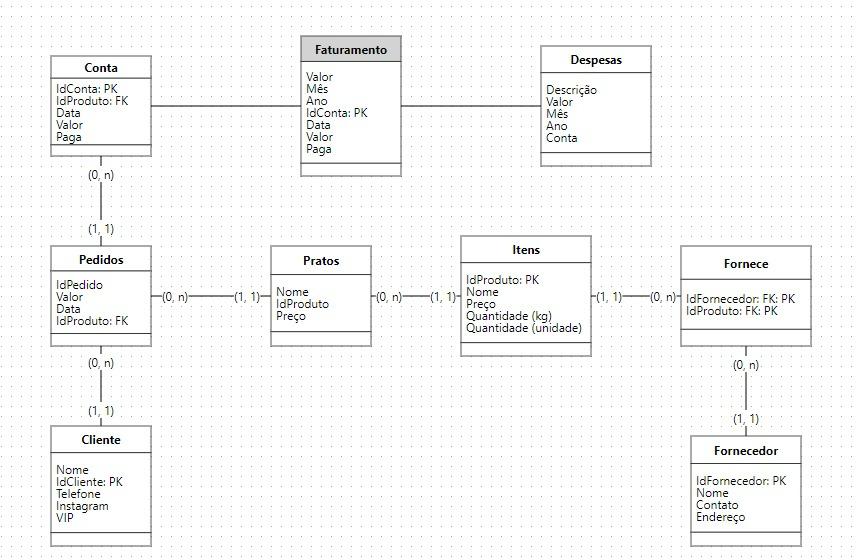 Conta
IdConta: PK
IdProduto: FK
Data
Valor
Paga
Faturamento
Valor
Mês
Ano
IdConta: PK
Data
Valor
Paga
Despesas
Descrição
Valor
Mês
Ano
Conta
(0, n)
(1, 1)
Pedidos
IdPedido
Valor
Data
IdProduto: FK
(0, n)
(1, 1)
Pratos
Nome
IdProduto
Preço
(0, n)
(1, 1)
Itens
IdProduto: PK
Nome
Preço
Quantidade (kg)
Quantidade (unidade)
(1, 1)
(0, n)
Fornece
IdFornecedor: FK: PK
IdProduto: FK: PK
(0, n)
(1, 1)
Cliente
Nome
IdCliente: PK
Telefone
Instagram
VIP
(0, n)
(1, 1)
Fornecedor
IdFornecedor: PK
Nome
Contato
Endereço